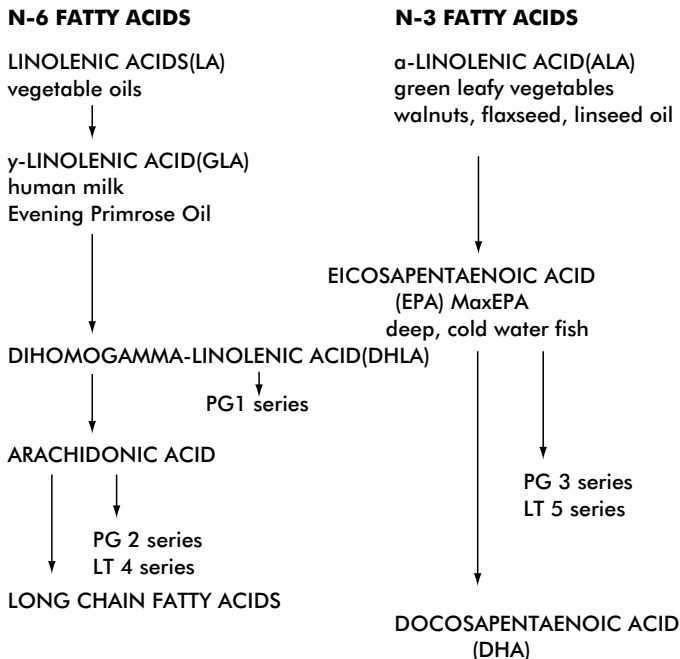 N-6 FATTY ACIDS
LINOLENIC ACIDS(LA)
vegetable oils
y-LINOLENIC ACID(GLA)
human milk
Evening Primrose Oil
DIHOMOGAMMA-LINOLENIC ACID(DHLA)
PG1 series
ARACHIDONIC ACID
PG 2 series
LT 4 series
LONG CHAIN FATTY ACIDS
N-3 FATTY ACIDS
α-LINOLENIC ACID(ALA)
green leafy vegetables
walnuts, flaxseed, linseed oil
EICOSAPENTAENOIC ACID
(EPA) MaxEPA
deep, cold water fish
PG 3 series
LT 5 series
DOCOSAPENTAENOIC ACID
(DHA)